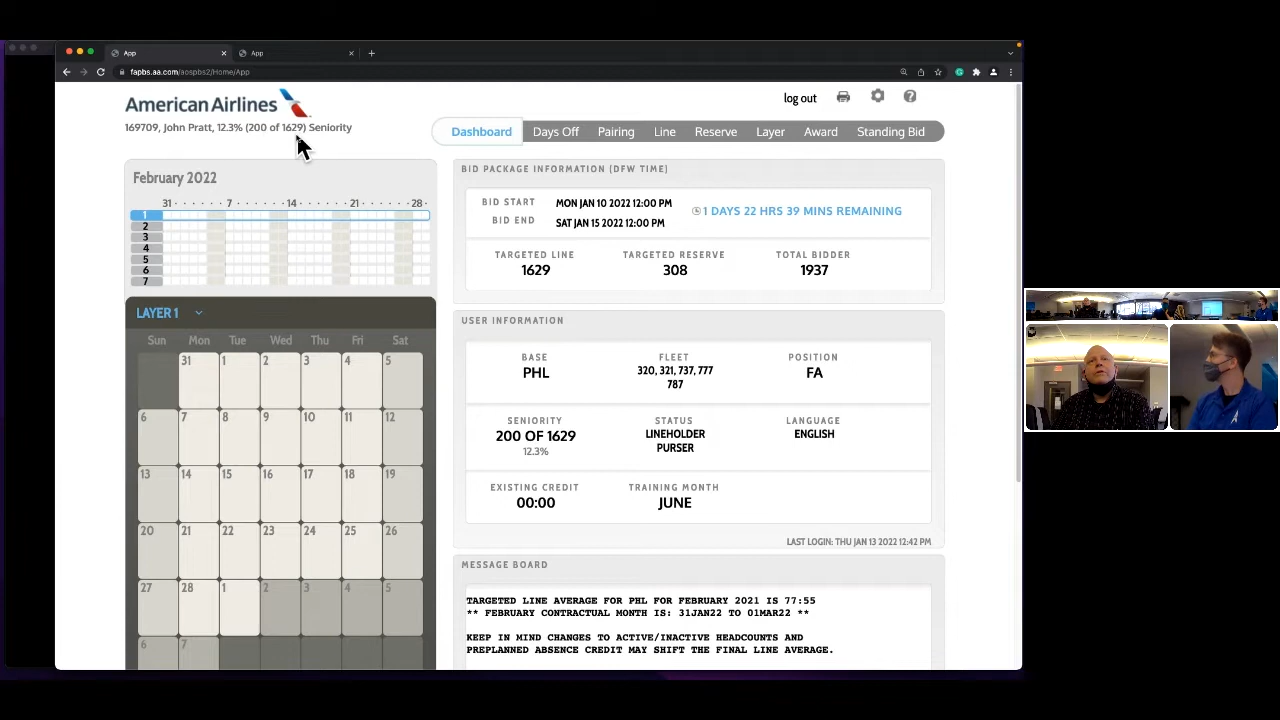 App
App
fapbs.aa.com/aospbs2/Home/App
American Airlines
log out
169709, John Pratt, 12.3% (200 of 1629) Seniority
Dashboard Days Off Pairing Line Reserve Layer Award Standing Bid
February 2022
31 7 14 21 28
1
2
3
4
5
6
7
LAYER 1
Sun Mon Tue Wed Thu Fri Sat
31 1 2 3 4 5
6 7 8 9 10 11 12
13 14 15 16 17 18 19
20 21 22 23 24 25 26
27 28 1 2 3 4 5
6 7
BID PACKAGE INFORMATION (DFW TIME)
BID START MON JAN 10 2022 12:00 PM
BID END SAT JAN 15 2022 12:00 PM
1 DAYS 22 HRS 39 MINS REMAINING
TARGETED LINE TARGETED RESERVE TOTAL BIDDER
1629 308 1937
USER INFORMATION
BASE FLEET POSITION
PHL 320, 321, 737, 777 FA
787
SENIORITY STATUS LANGUAGE
200 OF 1629 LINEHOLDER ENGLISH
12.3% PURSER
EXISTING CREDIT TRAINING MONTH
00:00 JUNE
LAST LOGIN: THU JAN 13 2022 12:42 PM
MESSAGE BOARD
TARGETED LINE AVERAGE FOR PHL FOR FEBRUARY 2021 IS 77:55
** FEBRUARY CONTRACTUAL MONTH IS: 31JAN22 TO 01MAR22 **
KEEP IN MIND CHANGES TO ACTIVE/INACTIVE HEADCOUNTS AND
PREPLANNED ABSENCE CREDIT MAY SHIFT THE FINAL LINE AVERAGE.